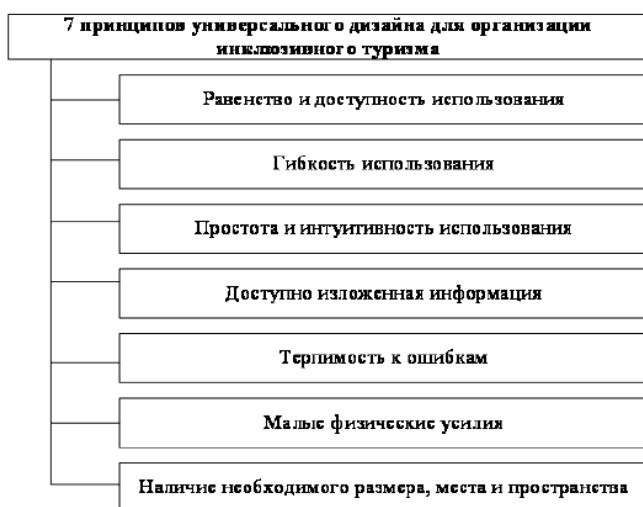 7 принципов универсального дизайна для организации
инклюзивного туризма
Равенство и доступность использования
Гибкость использования
Простота и интуитивность использования
Доступно изложенная информация
Терпимость к ошибкам
Малые физические усилия
Наличие необходимого размера, места и пространства